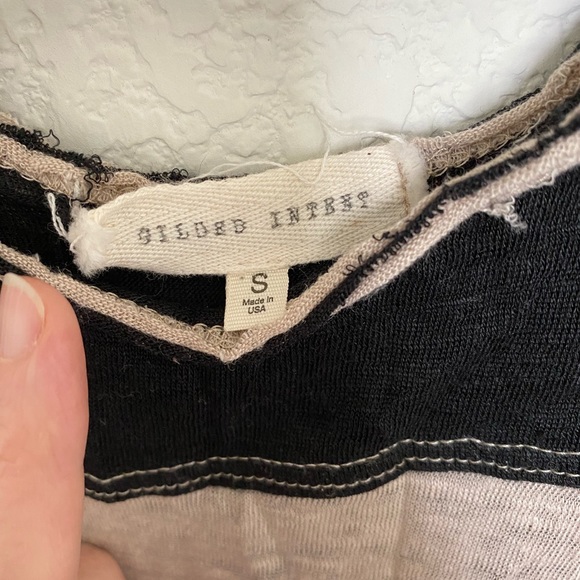 GILDED INTENT
S
Made in
USA